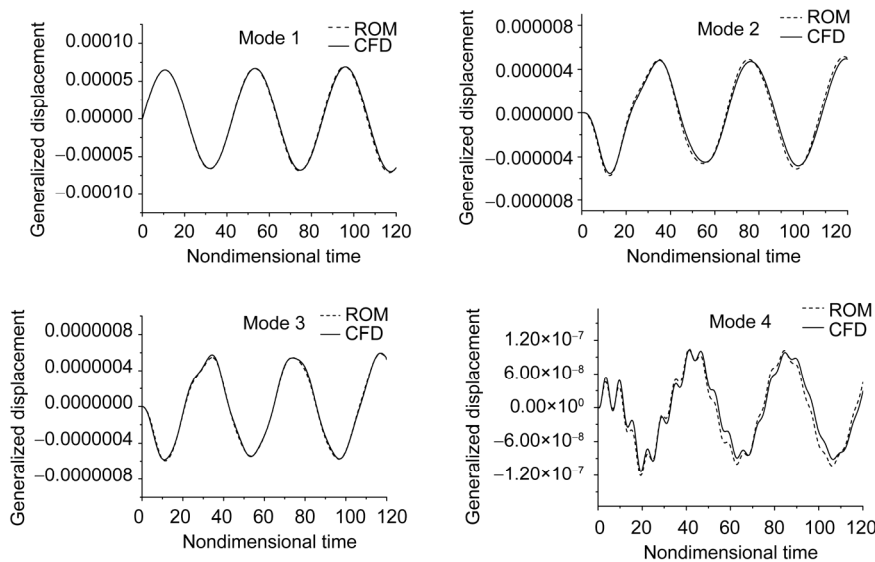 Generalized displacement
0.00010
0.00005
0.00000
−0.00005
−0.00010
Mode 1
ROM
CFD
0 20 40 60 80 100 120
Nondimensional time
Generalized displacement
0.000008
0.000004
0.000000
−0.000004
−0.000008
Mode 2
ROM
CFD
0 20 40 60 80 100 120
Nondimensional time
Generalized displacement
0.0000008
0.0000004
0.0000000
−0.0000004
−0.0000008
Mode 3
ROM
CFD
0 20 40 60 80 100 120
Nondimensional time
Generalized displacement
1.20×10⁻⁷
6.00×10⁻⁸
0.00×10⁰
−6.00×10⁻⁸
−1.20×10⁻⁷
Mode 4
ROM
CFD
0 20 40 60 80 100 120
Nondimensional time